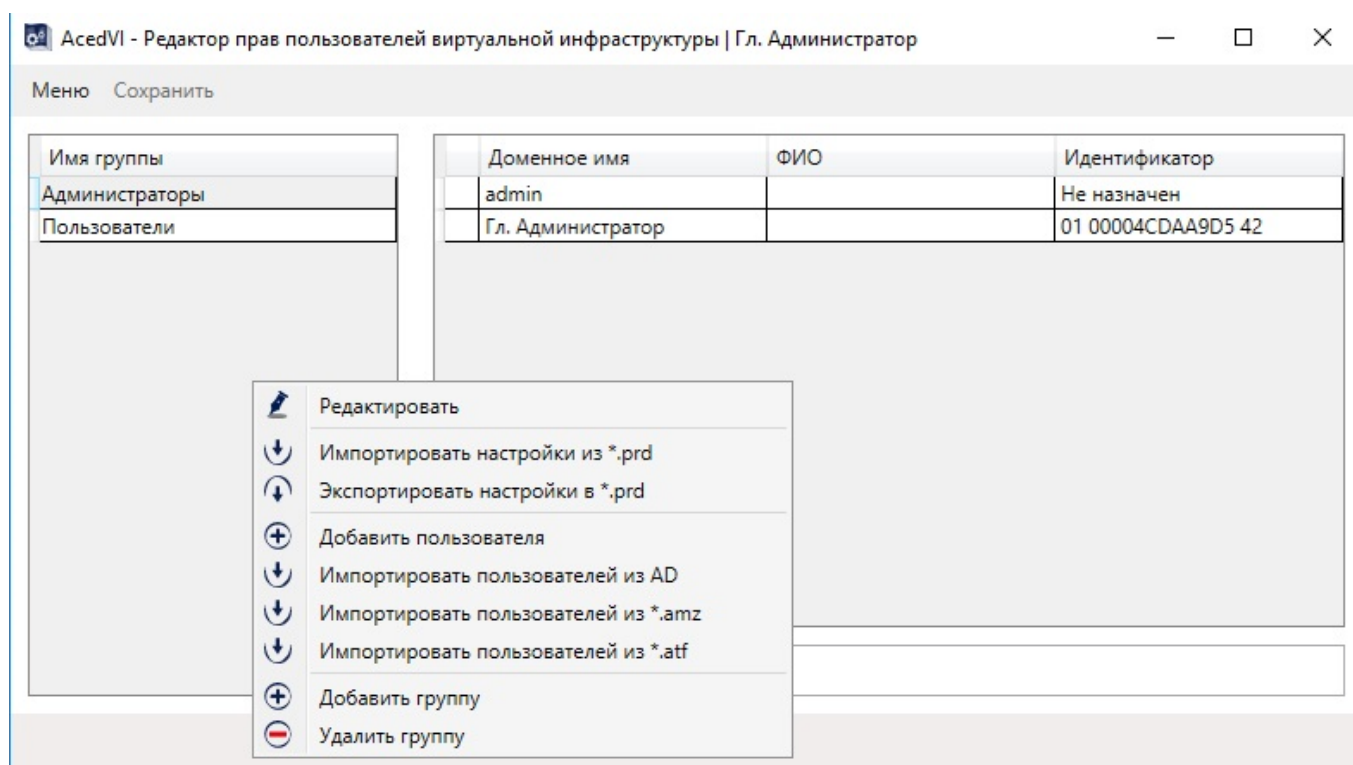 AcedVI - Редактор прав пользователей виртуальной инфраструктуры | Гл. Администратор
Меню Сохранить
Имя группы
Администраторы
Пользователи
Доменное имя ФИО Идентификатор
admin Не назначен
Гл. Администратор 01 00004CDAA9D5 42
Редактировать
Импортировать настройки из *.prd
Экспортировать настройки в *.prd
Добавить пользователя
Импортировать пользователей из AD
Импортировать пользователей из *.amz
Импортировать пользователей из *.atf
Добавить группу
Удалить группу